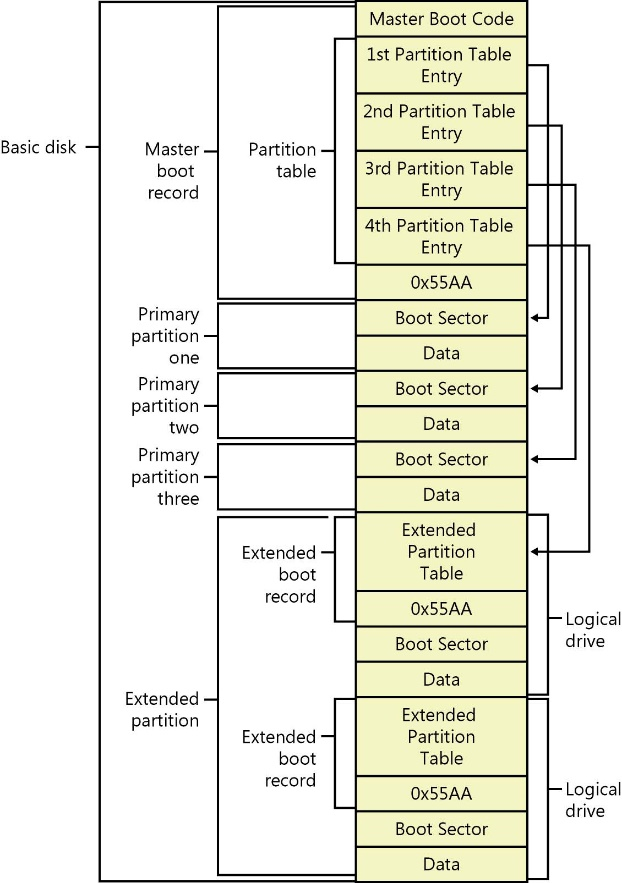 Master Boot Code
1st Partition Table
Entry
2nd Partition Table
Entry
3rd Partition Table
Entry
4th Partition Table
Entry
0x55AA
Boot Sector
Data
Boot Sector
Data
Boot Sector
Data
Extended
Partition
Table
0x55AA
Boot Sector
Data
Extended
Partition
Table
0x55AA
Boot Sector
Data
Basic disk
Master
boot
record
Partition
table
Primary
partition
one
Primary
partition
two
Primary
partition
three
Extended
partition
Extended
boot
record
Extended
boot
record
Logical
drive
Logical
drive